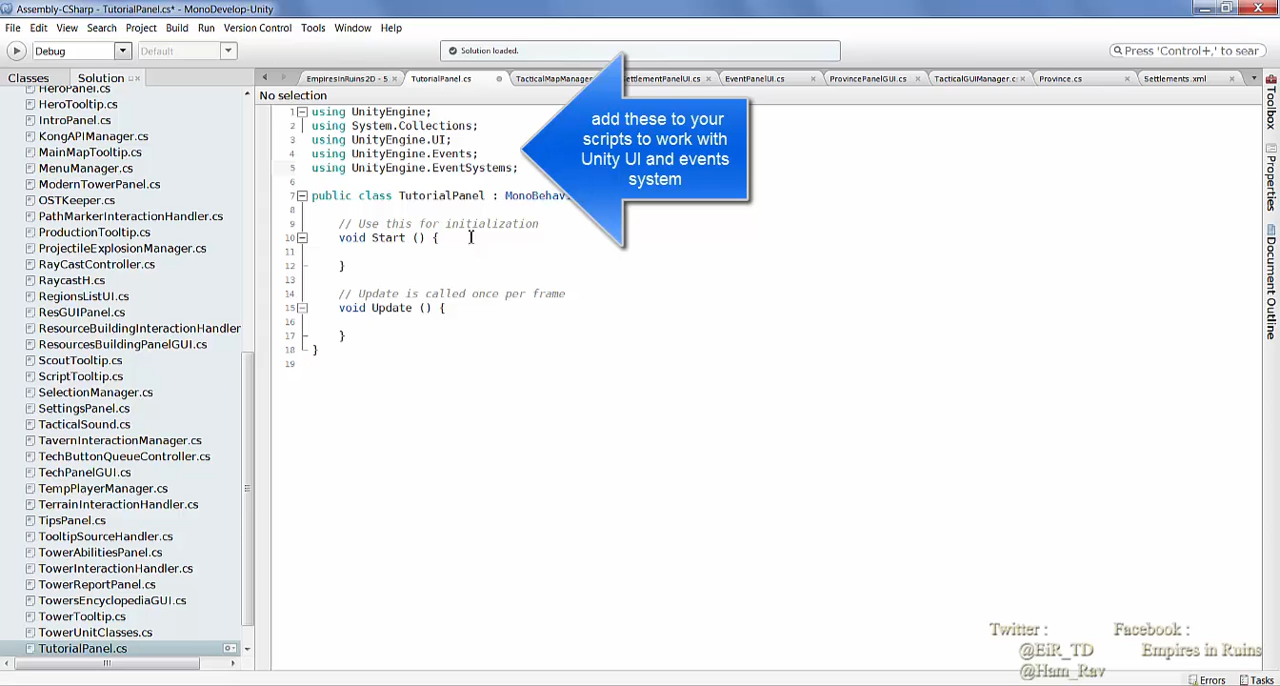 Assembly-CSharp - TutorialPanel.cs* - MonoDevelop-Unity
File Edit View Search Project Build Run Version Control Tools Window Help
Debug Default Solution loaded. Press 'Control+,' to sear
Classes Solution
EmpiresInRuins2D - 5 TutorialPanel.cs TacticalMapManager ettlementPanelUI.cs EventPanelUI.cs ProvincePanelGUI.cs TacticalGUIManager.c Province.cs Settlements.xml
No selection
HeroPanel.cs
HeroTooltip.cs
IntroPanel.cs
KongAPIManager.cs
MainMapTooltip.cs
MenuManager.cs
ModernTowerPanel.cs
OSTKeeper.cs
PathMarkerInteractionHandler.cs
ProductionTooltip.cs
ProjectileExplosionManager.cs
RayCastController.cs
RaycastH.cs
RegionsListUI.cs
ResGUIPanel.cs
ResourceBuildingInteractionHandler
ResourcesBuildingPanelGUI.cs
ScoutTooltip.cs
ScriptTooltip.cs
SelectionManager.cs
SettingsPanel.cs
TacticalSound.cs
TavernInteractionManager.cs
TechButtonQueueController.cs
TechPanelGUI.cs
TempPlayerManager.cs
TerrainInteractionHandler.cs
TipsPanel.cs
TooltipSourceHandler.cs
TowerAbilitiesPanel.cs
TowerInteractionHandler.cs
TowerReportPanel.cs
TowersEncyclopediaGUI.cs
TowerTooltip.cs
TowerUnitClasses.cs
TutorialPanel.cs
1 using UnityEngine;
2 using System.Collections;
3 using UnityEngine.UI;
4 using UnityEngine.Events;
5 using UnityEngine.EventSystems;
6
7 public class TutorialPanel : MonoBehavi
8
9 // Use this for initialization
10 void Start () {
11
12 }
13
14 // Update is called once per frame
15 void Update () {
16
17 }
18 }
19
add these to your
scripts to work with
Unity UI and events
system
Toolbox
Properties
Document Outline
Twitter : Facebook :
@EiR_TD Empires in Ruins
@Ham_Rav
Errors Tasks